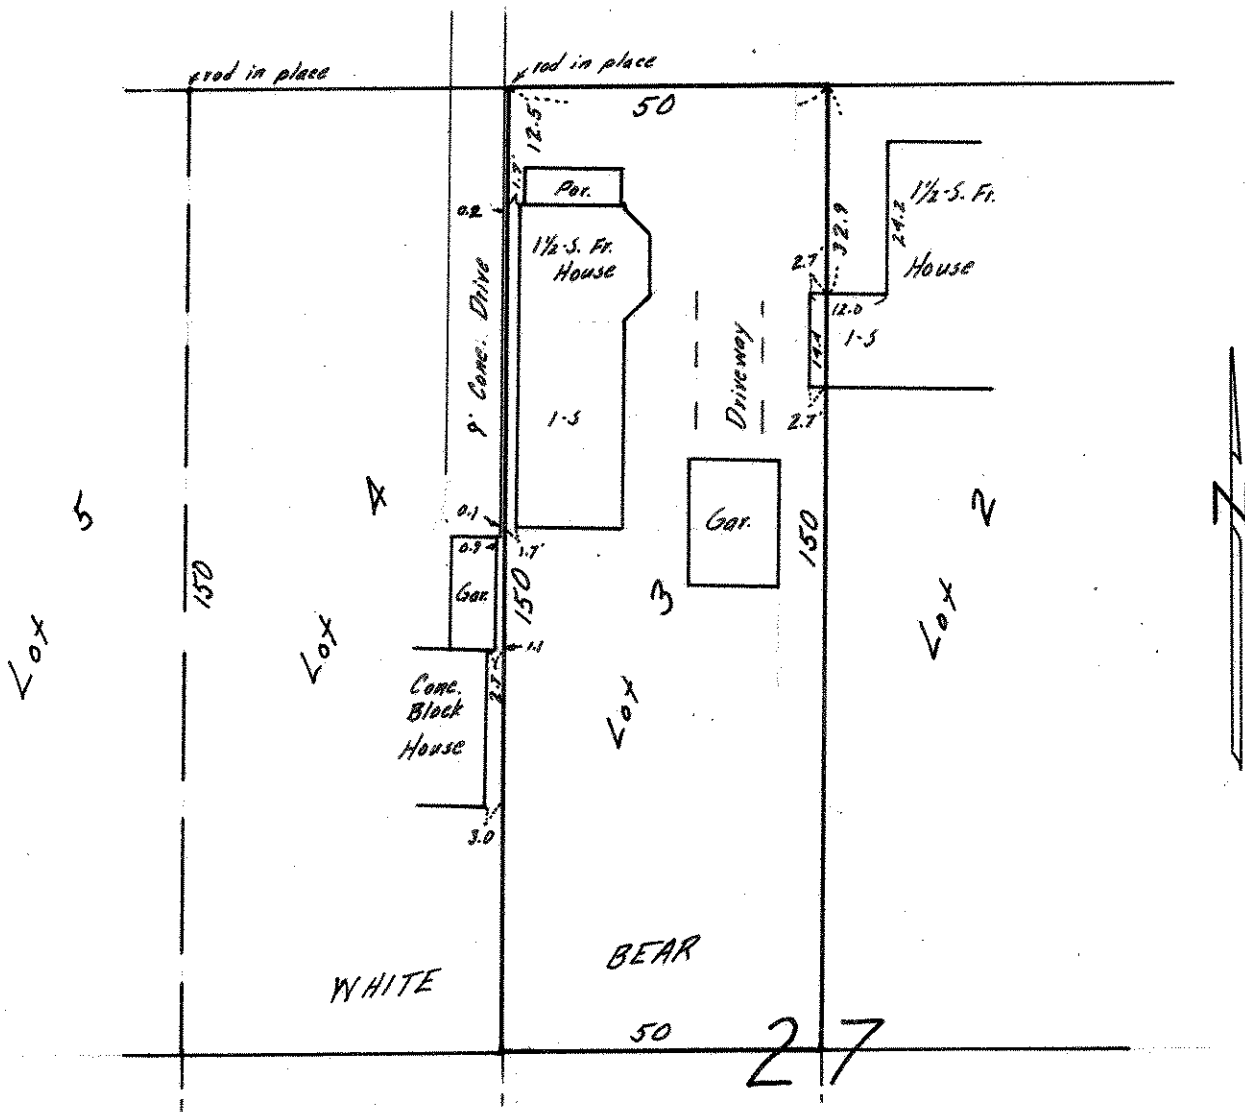 rod in place
rod in place
50
12.5
1.9'
Por.
0.2
1½-S. Fr.
House
32.9
24.2
1½-S. Fr.
House
2.7'
12.0
14.4
1-S
2.7'
8' Conc. Drive
Driveway
1-S
Gar.
0.1
1.7'
0.9
Gar.
150
150
150
1.1
5
4
3
2
Lot
Lot
Lot
Lot
Conc.
Block
House
3.0
WHITE
BEAR
50
27